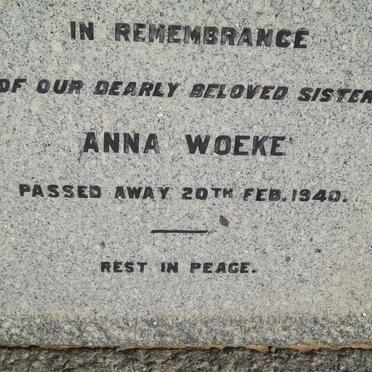 IN REMEMBRANCE
OF OUR DEARLY BELOVED SISTER
ANNA WOEKE
PASSED AWAY 20TH FEB. 1940.
REST IN PEACE.